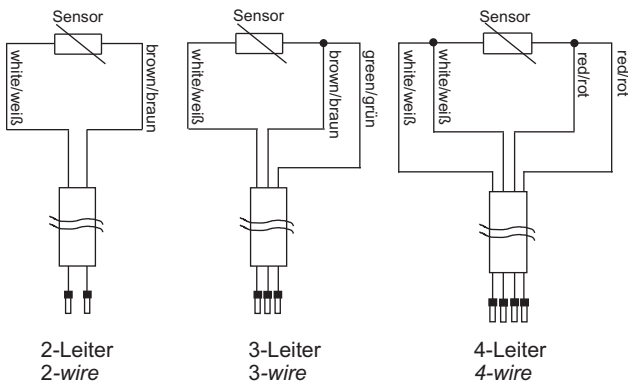 Sensor
white/weiß
brown/braun
2-Leiter
2-wire
Sensor
white/weiß
brown/braun
green/grün
3-Leiter
3-wire
Sensor
white/weiß
white/weiß
red/rot
red/rot
4-Leiter
4-wire